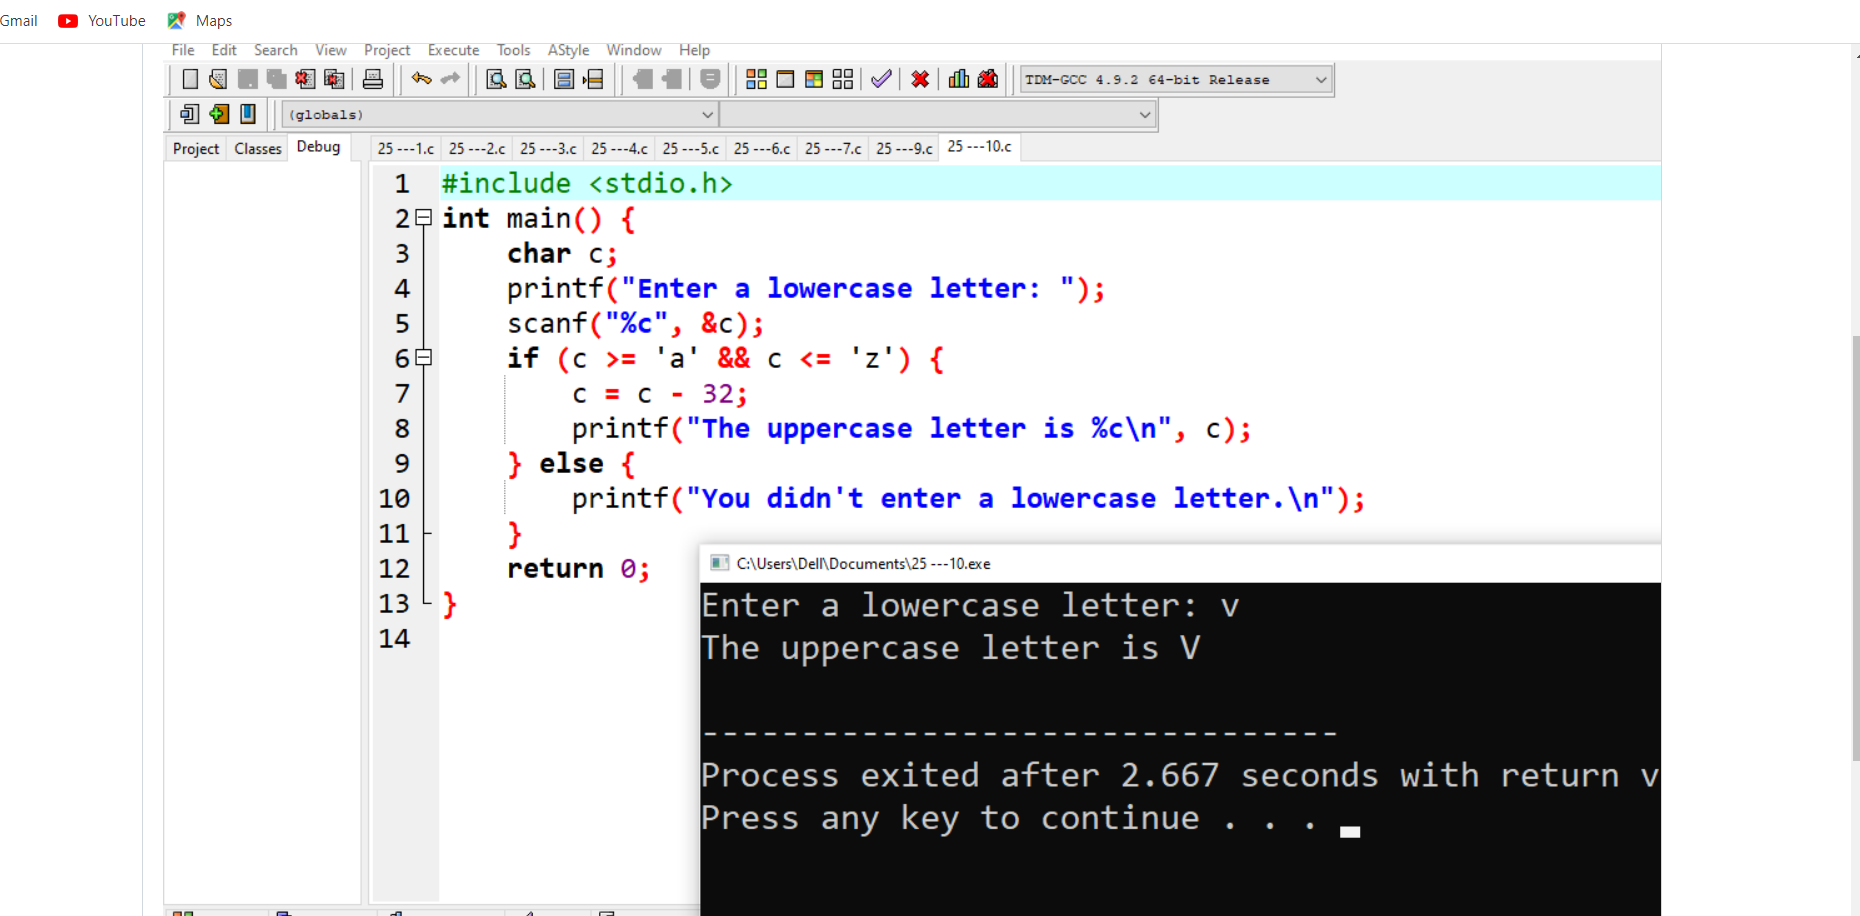 Gmail YouTube Maps
File Edit Search View Project Execute Tools AStyle Window Help
TDM-GCC 4.9.2 64-bit Release
(globals)
Project Classes Debug 25 ---1.c 25 ---2.c 25 ---3.c 25 ---4.c 25 ---5.c 25 ---6.c 25 ---7.c 25 ---9.c 25 ---10.c
1 #include <stdio.h>
2 int main() {
3 char c;
4 printf("Enter a lowercase letter: ");
5 scanf("%c", &c);
6 if (c >= 'a' && c <= 'z') {
7 c = c - 32;
8 printf("The uppercase letter is %c\n", c);
9 } else {
10 printf("You didn't enter a lowercase letter.\n");
11 }
12 return 0;
13 }
14
C:\Users\Dell\Documents\25 ---10.exe
Enter a lowercase letter: v
The uppercase letter is V
--------------------------------
Process exited after 2.667 seconds with return v
Press any key to continue . . .